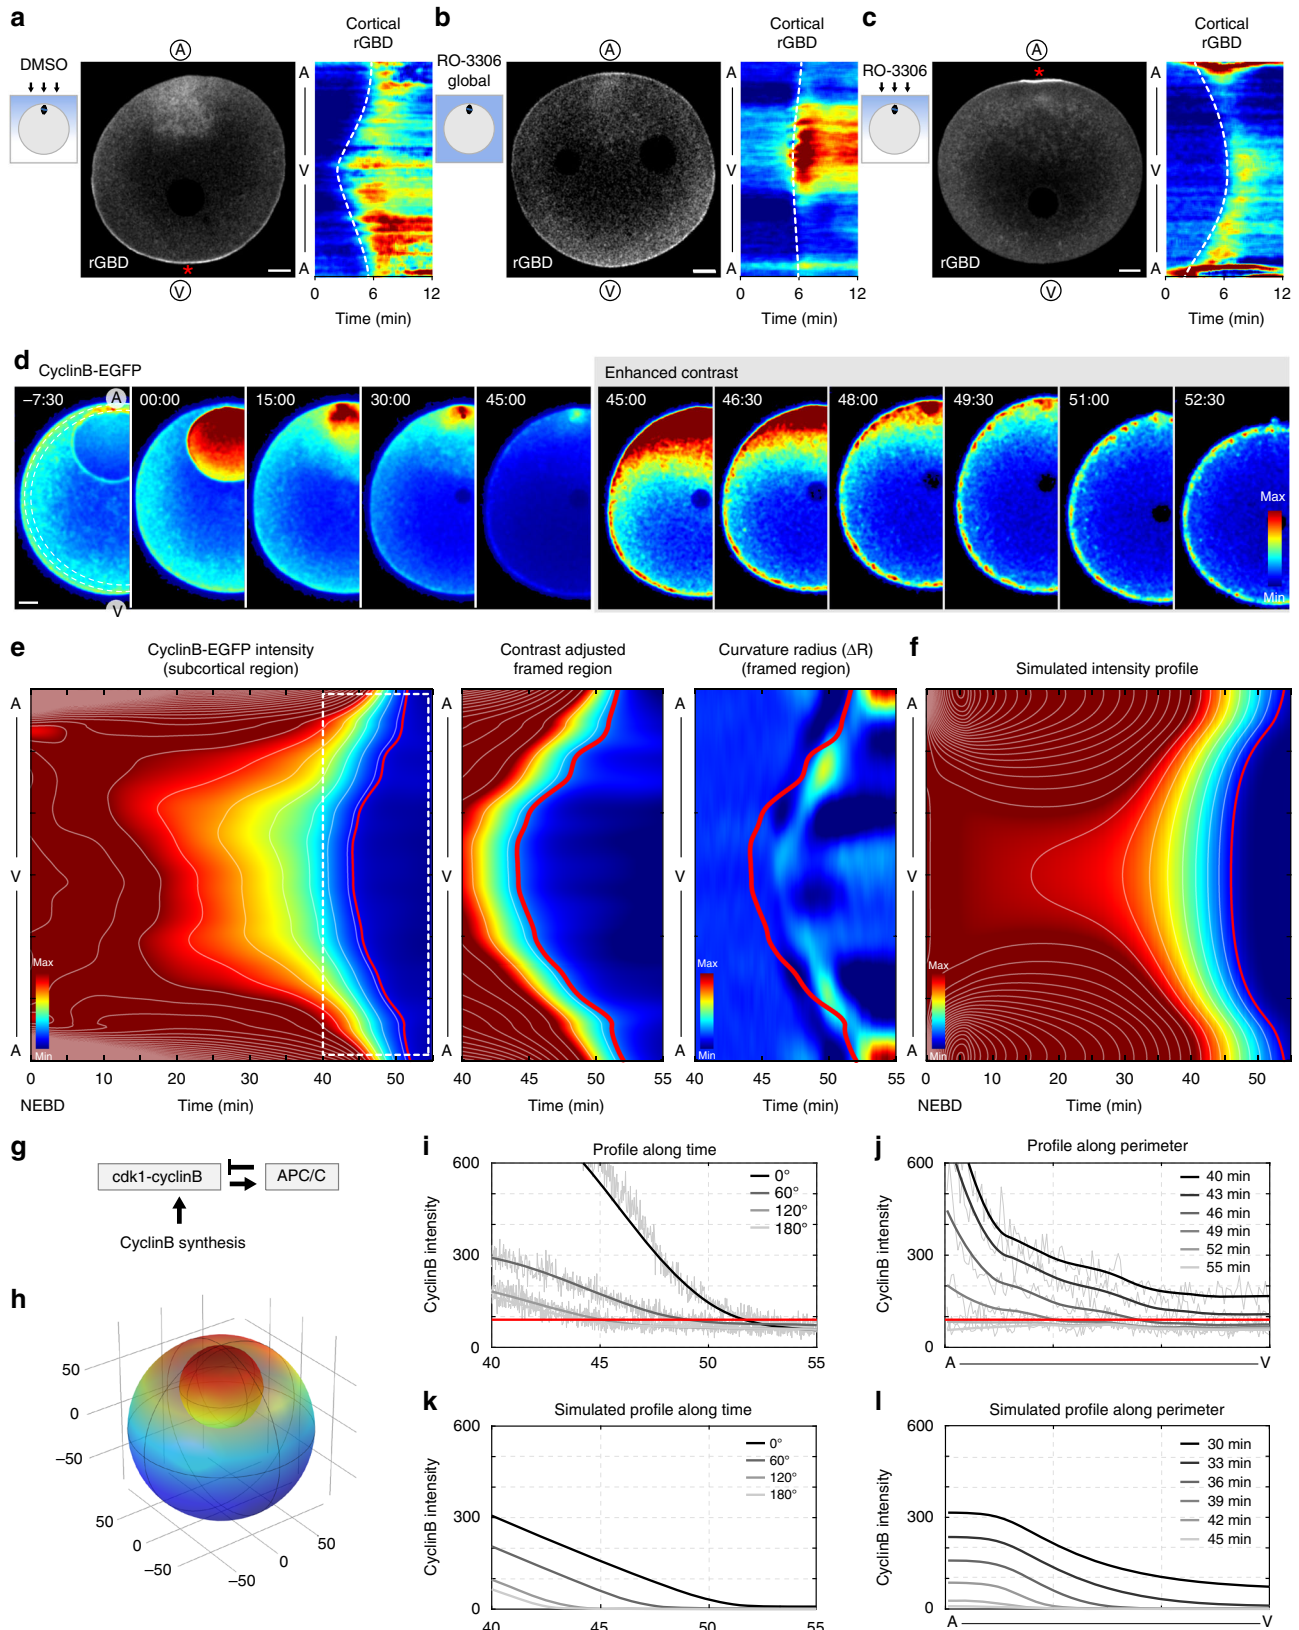 a
DMSO
A
rGBD
*
V
Cortical
rGBD
A
V
A
0 6 12
Time (min)
b
RO-3306
global
A
rGBD
V
Cortical
rGBD
A
V
A
0 6 12
Time (min)
c
RO-3306
A
*
rGBD
V
Cortical
rGBD
0 6 12
Time (min)
d
CyclinB-EGFP
Enhanced contrast
–7:30
A
V
00:00
15:00
30:00
45:00
45:00
46:30
48:00
49:30
51:00
52:30
Max
Min
e
CyclinB-EGFP intensity
(subcortical region)
A
V
A
Max
Min
0 10 20 30 40 50
NEBD
Time (min)
Contrast adjusted
framed region
A
V
A
40 45 50 55
Time (min)
Curvature radius (ΔR)
(framed region)
A
V
A
Max
Min
40 45 50 55
Time (min)
f
Simulated intensity profile
A
V
A
Max
Min
0 10 20 30 40 50
NEBD
Time (min)
g
cdk1-cyclinB
APC/C
CyclinB synthesis
h
50
0
–50
50
0
–50
–50
0
50
i
Profile along time
CyclinB intensity
600
300
0
0°
60°
120°
180°
40 45 50 55
j
Profile along perimeter
CyclinB intensity
600
300
0
40 min
43 min
46 min
49 min
52 min
55 min
A V
k
Simulated profile along time
CyclinB intensity
600
300
0
0°
60°
120°
180°
40 45 50 55
l
Simulated profile along perimeter
CyclinB intensity
600
300
0
30 min
33 min
36 min
39 min
42 min
45 min
A V